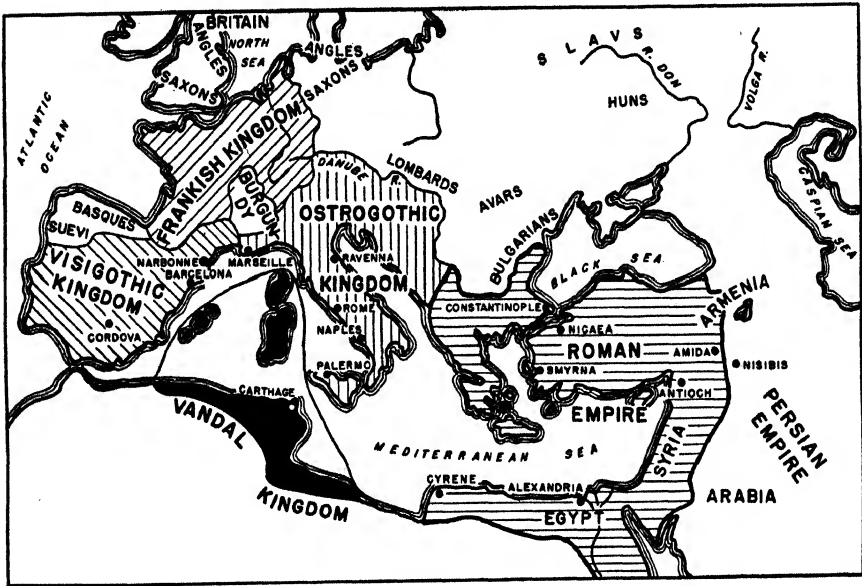 BRITAIN
ANGLES
NORTH
SEA
ANGLES
SAXONS
SAXONS
SLAVS
R. DON
VOLGA R.
HUNS
ATLANTIC
OCEAN
CASPIAN SEA
FRANKISH KINGDOM
DANUBE
R.
LOMBARDS
BURGUN
DY
BASQUES
SUEVI
OSTROGOTHIC
AVARS
BULGARIANS
NARBONNE
BARCELONA
MARSEILLE
RAVENNA
VISIGOTHIC
KINGDOM
KINGDOM
BLACK SEA
ROME
CONSTANTINOPLE
ARMENIA
CORDOVA
NAPLES
NICAEA
ROMAN
AMIDA
NISIBIS
PALERMO
SMYRNA
ANTIOCH
CARTHAGE
VANDAL
KINGDOM
EMPIRE
MEDITERRANEAN SEA
SYRIA
PERSIAN
EMPIRE
CYRENE
ALEXANDRIA
EGYPT
ARABIA